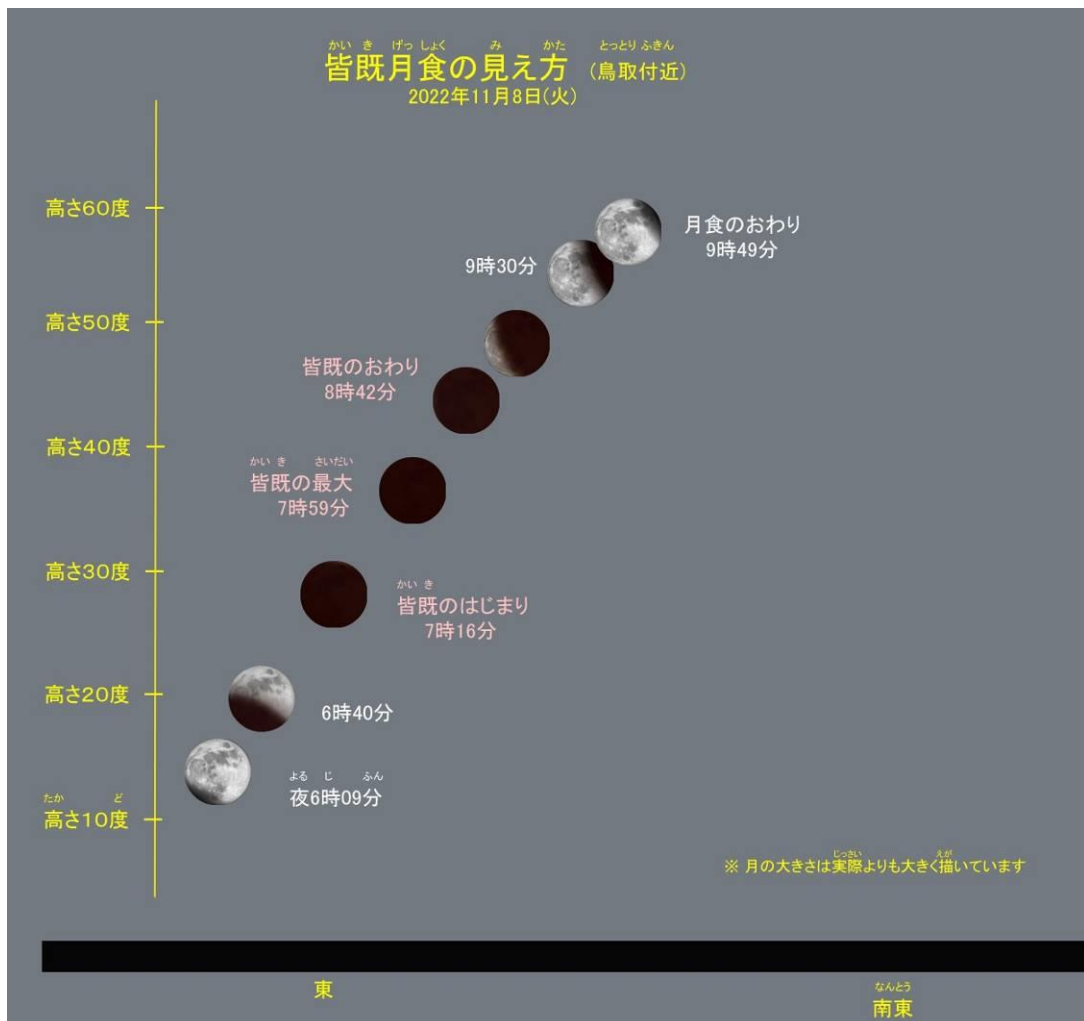 かいきげっしょく みかた とっとりふきん
皆既月食の見え方 (鳥取付近)
2022年11月8日(火)
高さ60度
月食のおわり
9時49分
9時30分
高さ50度
皆既のおわり
8時42分
高さ40度
かいき さいだい
皆既の最大
7時59分
高さ30度
かいき
皆既のはじまり
7時16分
高さ20度
6時40分
よる じ ふん
夜6時09分
たか ど
高さ10度
じっさい えが
※ 月の大きさは実際よりも大きく描いています
東
なんとう
南東